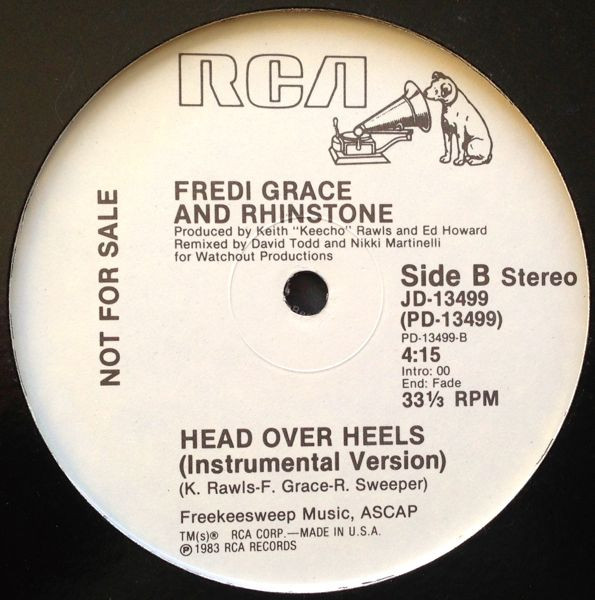 RCA
NOT FOR SALE
FREDI GRACE
AND RHINSTONE
Produced by Keith "Keecho" Rawls and Ed Howard
Remixed by David Todd and Nikki Martinelli
for Watchout Productions
Side B Stereo
JD-13499
(PD-13499)
PD-13499-B
4:15
Intro: 00
End: Fade
33⅓ RPM
HEAD OVER HEELS
(Instrumental Version)
(K. Rawls-F. Grace-R. Sweeper)
Freekeesweep Music, ASCAP
TM(s)® RCA CORP.—MADE IN U.S.A.
℗ 1983 RCA RECORDS